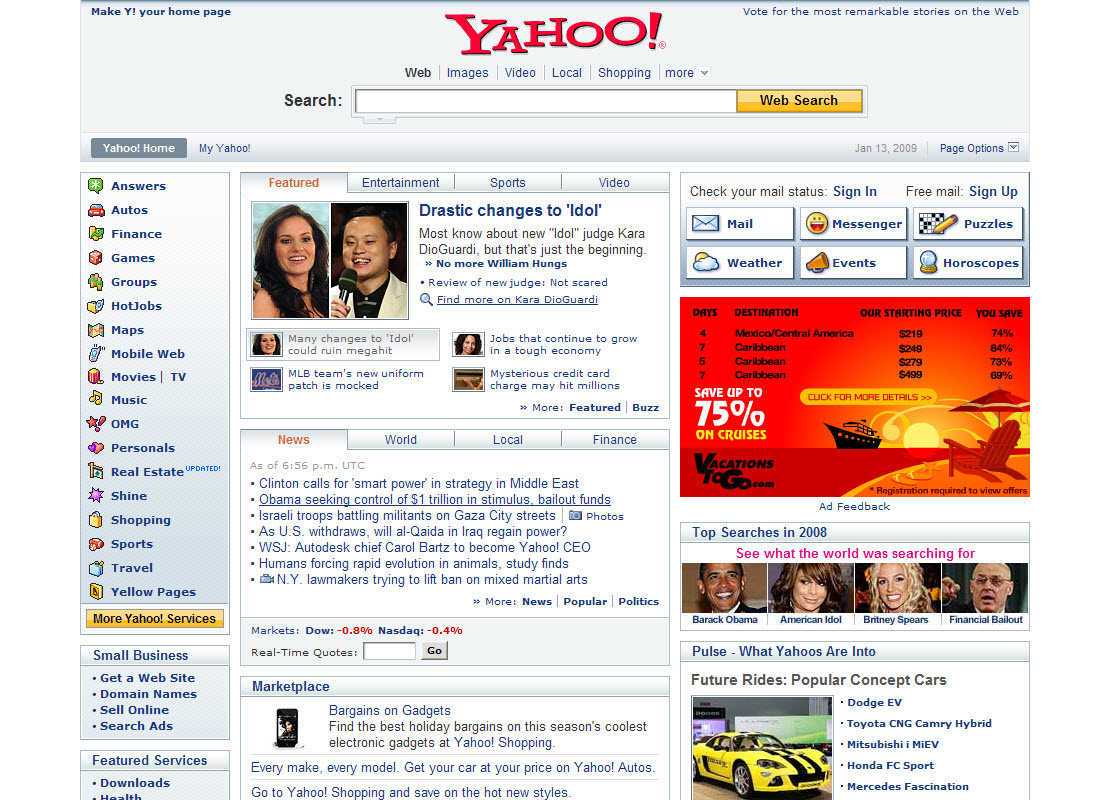 Make Y! your home page
Vote for the most remarkable stories on the Web
YAHOO!®
Web Images Video Local Shopping more
Search:
Web Search
Yahoo! Home
My Yahoo!
Jan 13, 2009
Page Options
Answers
Autos
Finance
Games
Groups
HotJobs
Maps
Mobile Web
Movies | TV
Music
OMG
Personals
Real Estate UPDATED!
Shine
Shopping
Sports
Travel
Yellow Pages
More Yahoo! Services
Small Business
• Get a Web Site
• Domain Names
• Sell Online
• Search Ads
Featured Services
• Downloads
• Health
Featured Entertainment Sports Video
Drastic changes to 'Idol'
Most know about new "Idol" judge Kara
DioGuardi, but that's just the beginning.
» No more William Hungs
• Review of new judge: Not scared
Find more on Kara DioGuardi
Many changes to 'Idol'
could ruin megahit
Jobs that continue to grow
in a tough economy
MLB team's new uniform
patch is mocked
Mysterious credit card
charge may hit millions
» More: Featured | Buzz
News World Local Finance
As of 6:56 p.m. UTC
• Clinton calls for 'smart power' in strategy in Middle East
• Obama seeking control of $1 trillion in stimulus, bailout funds
• Israeli troops battling militants on Gaza City streets | Photos
• As U.S. withdraws, will al-Qaida in Iraq regain power?
• WSJ: Autodesk chief Carol Bartz to become Yahoo! CEO
• Humans forcing rapid evolution in animals, study finds
• N.Y. lawmakers trying to lift ban on mixed martial arts
» More: News | Popular | Politics
Markets: Dow: -0.8% Nasdaq: -0.4%
Real-Time Quotes: Go
Marketplace
Bargains on Gadgets
Find the best holiday bargains on this season's coolest
electronic gadgets at Yahoo! Shopping.
Every make, every model. Get your car at your price on Yahoo! Autos.
Go to Yahoo! Shopping and save on the hot new styles.
Check your mail status: Sign In Free mail: Sign Up
Mail Messenger Puzzles
Weather Events Horoscopes
DAYS DESTINATION OUR STARTING PRICE YOU SAVE
4 Mexico/Central America $219 74%
7 Caribbean $249 84%
5 Caribbean $279 73%
7 Caribbean $499 69%
SAVE UP TO
75%
ON CRUISES
CLICK FOR MORE DETAILS >>
VACATIONS
TO GO.com
* Registration required to view offers
Ad Feedback
Top Searches in 2008
See what the world was searching for
Barack Obama American Idol Britney Spears Financial Bailout
Pulse - What Yahoos Are Into
Future Rides: Popular Concept Cars
• Dodge EV
• Toyota CNG Camry Hybrid
• Mitsubishi i MiEV
• Honda FC Sport
• Mercedes Fascination